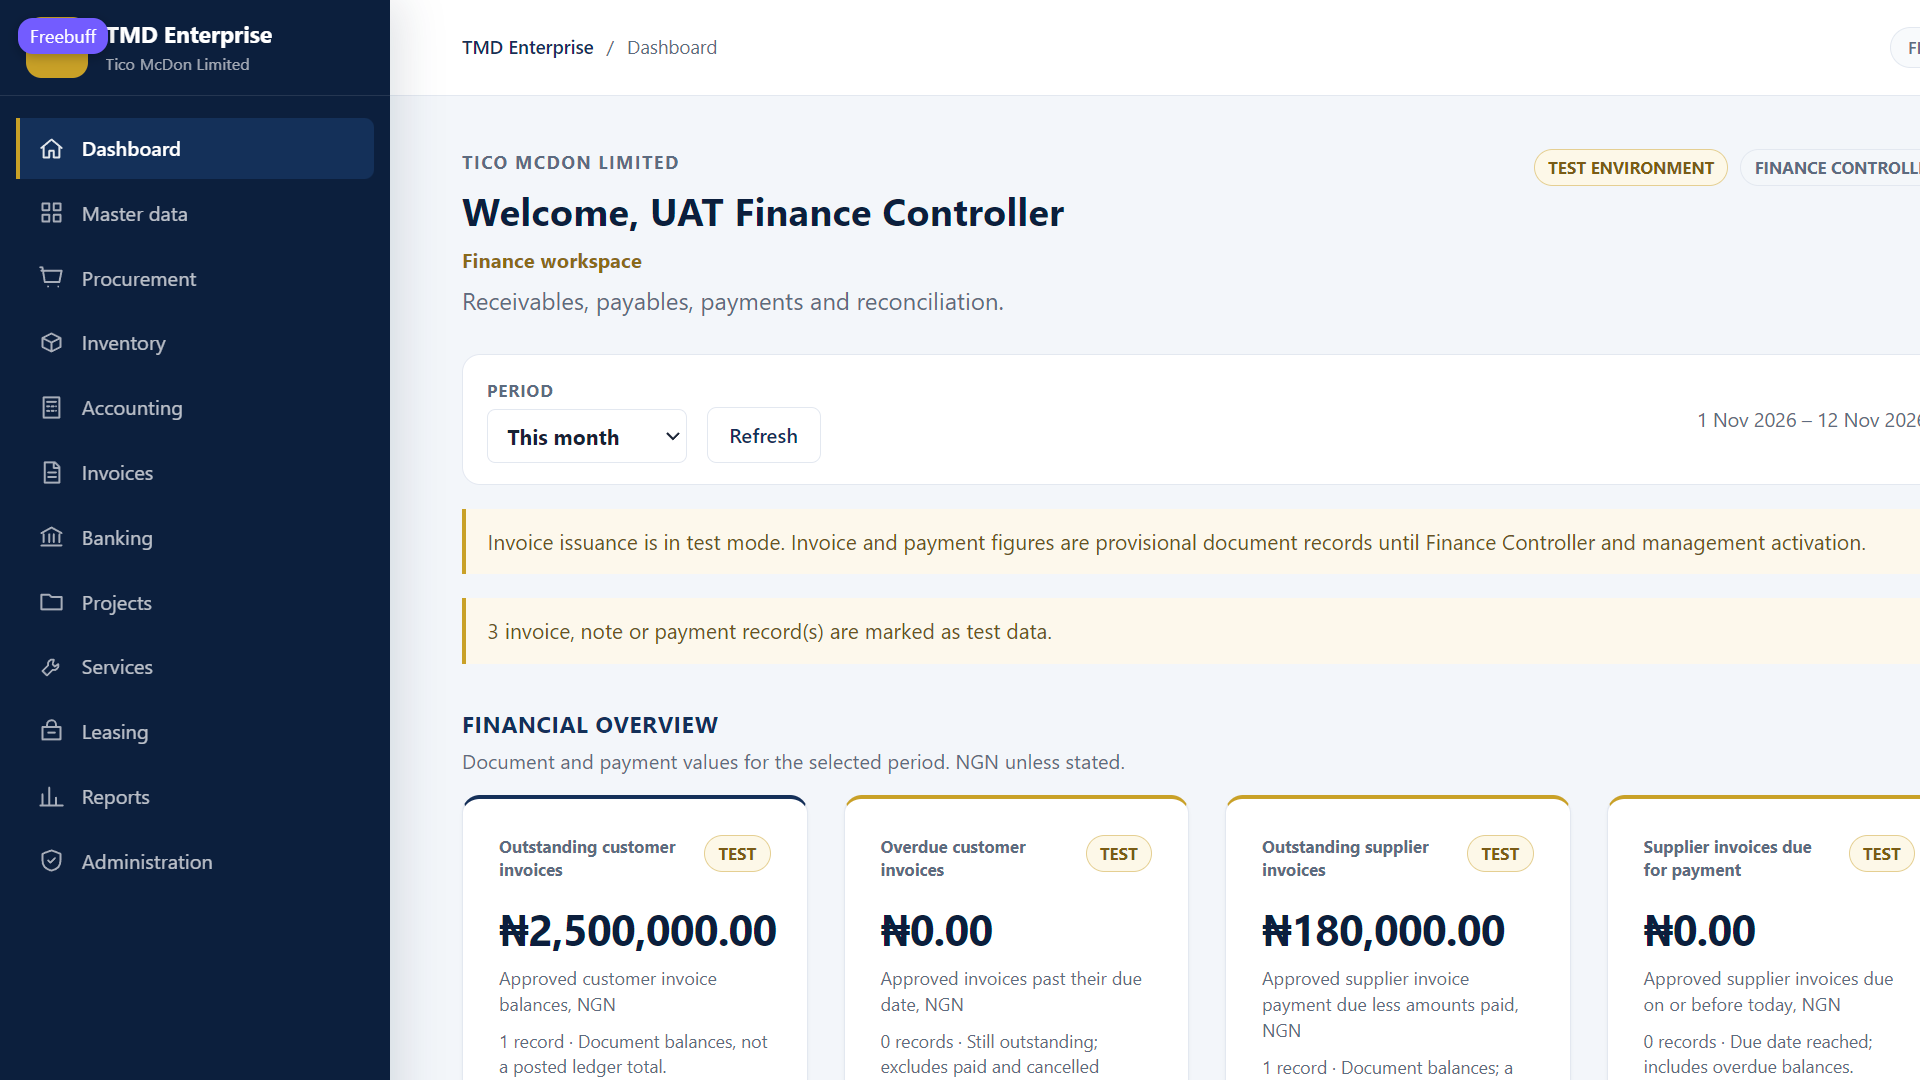 Freebuff
TMD Enterprise
Tico McDon Limited
Dashboard
Master data
Procurement
Inventory
Accounting
Invoices
Banking
Projects
Services
Leasing
Reports
Administration
TMD Enterprise / Dashboard
TICO MCDON LIMITED
TEST ENVIRONMENT
Welcome, UAT Finance Controller
Finance workspace
Receivables, payables, payments and reconciliation.
PERIOD
This month
Refresh
1 Nov 2026 – 12 Nov 2026
Invoice issuance is in test mode. Invoice and payment figures are provisional document records until Finance Controller and management activation.
3 invoice, note or payment record(s) are marked as test data.
FINANCIAL OVERVIEW
Document and payment values for the selected period. NGN unless stated.
Outstanding customer
invoices
TEST
₦2,500,000.00
Approved customer invoice
balances, NGN
1 record · Document balances, not
a posted ledger total.
Overdue customer
invoices
TEST
₦0.00
Approved invoices past their due
date, NGN
0 records · Still outstanding;
excludes paid and cancelled
Outstanding supplier
invoices
TEST
₦180,000.00
Approved supplier invoice
payment due less amounts paid,
NGN
1 record · Document balances; a
Supplier invoices due
for payment
TEST
₦0.00
Approved supplier invoices due
on or before today, NGN
0 records · Due date reached;
includes overdue balances.